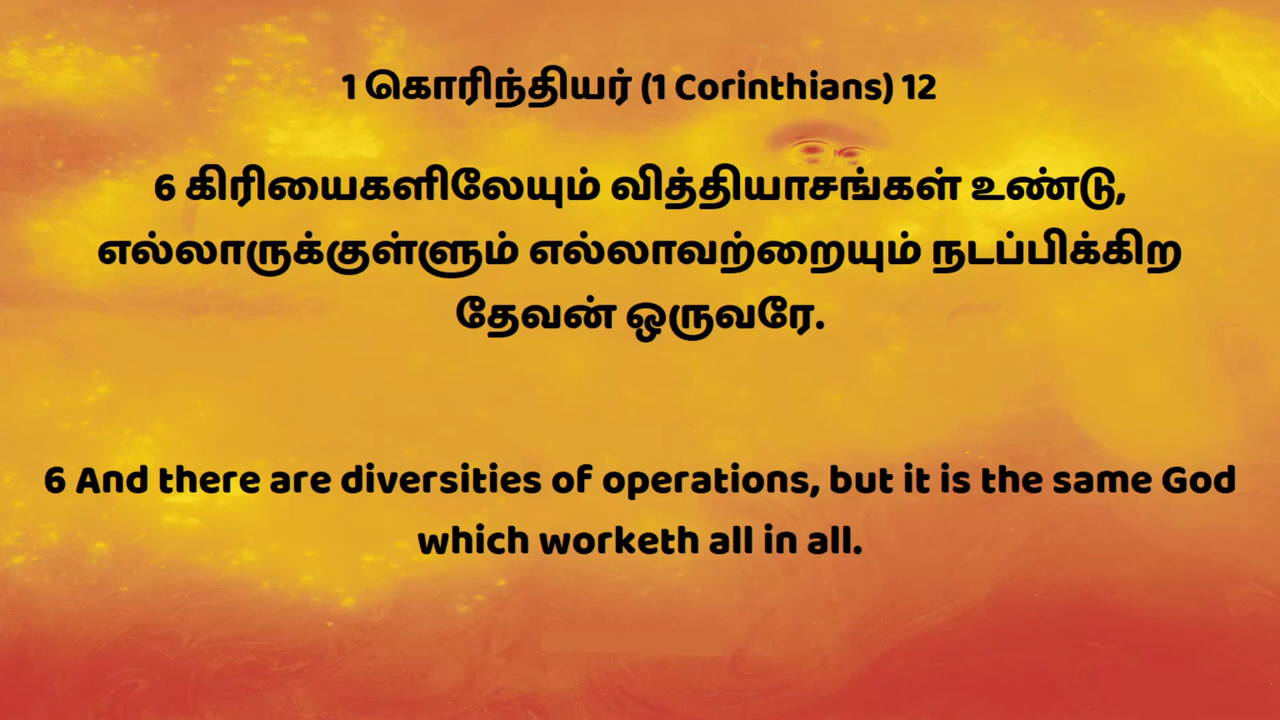 1 கொரிந்தியர் (1 Corinthians) 12
6 கிரியைகளிலேயும் வித்தியாசங்கள் உண்டு,
எல்லாருக்குள்ளும் எல்லாவற்றையும் நடப்பிக்கிற
தேவன் ஒருவரே.
6 And there are diversities of operations, but it is the same God
which worketh all in all.